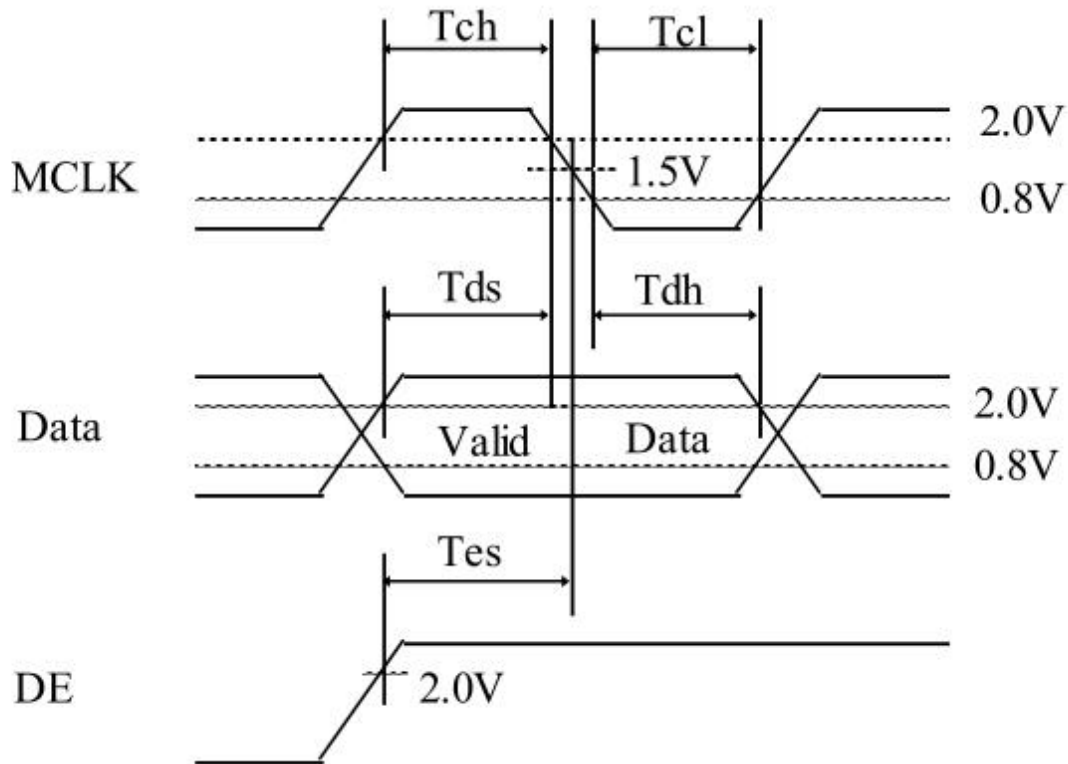 Tch
Tcl
MCLK
2.0V
1.5V
0.8V
Tds
Tdh
Data
2.0V
Valid
Data
0.8V
Tes
DE
2.0V